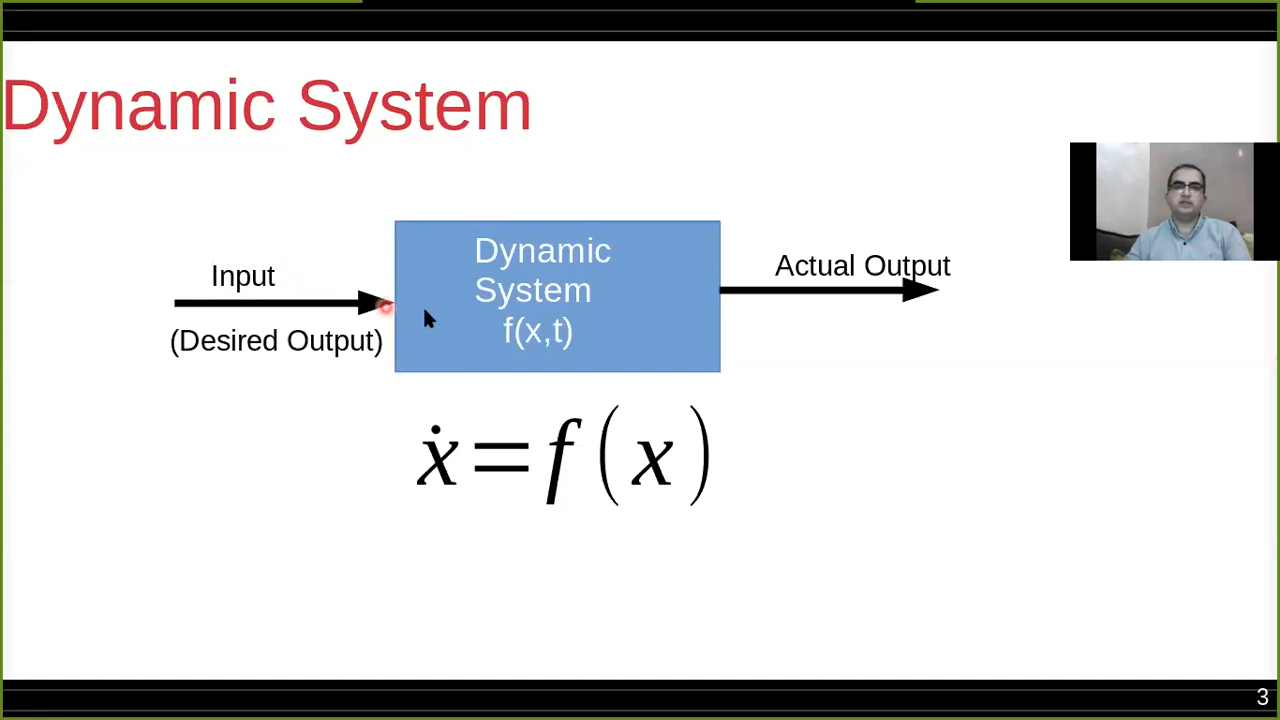 Dynamic System
Input
(Desired Output)
Dynamic
System
f(x,t)
Actual Output
ẋ=f(x)
3